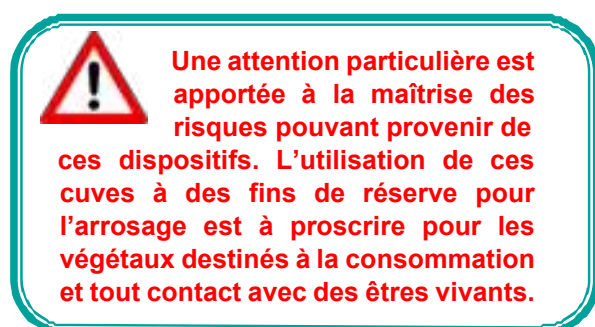 Une attention particulière est
apportée à la maîtrise des
risques pouvant provenir de
ces dispositifs. L’utilisation de ces
cuves à des fins de réserve pour
l’arrosage est à proscrire pour les
végétaux destinés à la consommation
et tout contact avec des êtres vivants.